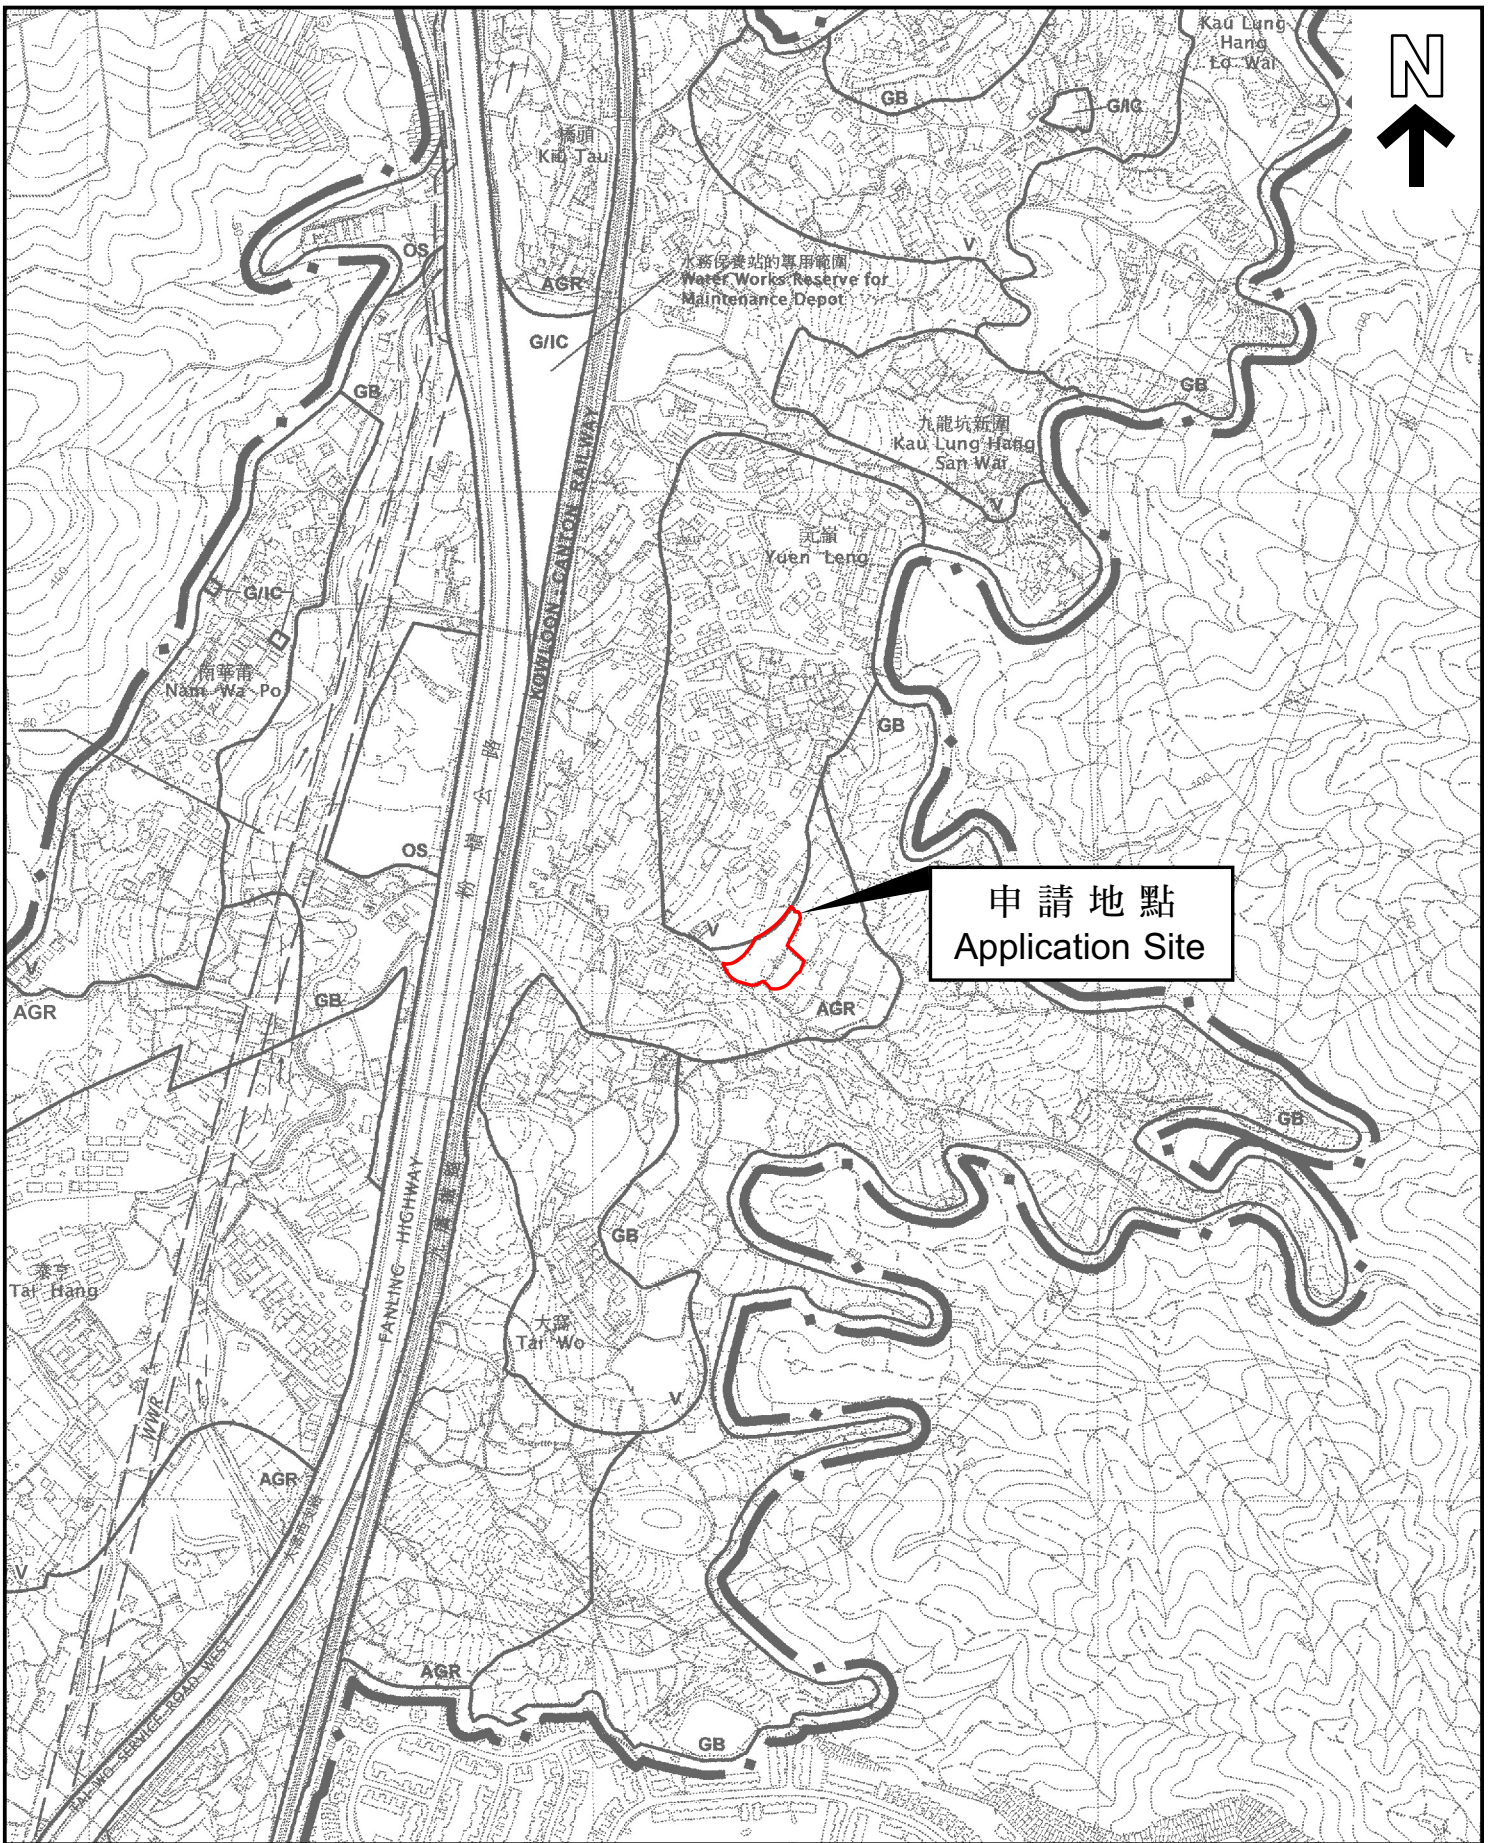 Kau Lung
Hang
Lo Wai
N
GB
G/IC
橋頭
Kiu Tau
V
OS
水務保養站的專用範圍
Water Works Reserve for
Maintenance Depot
AGR
G/IC
GB
GB
九龍坑新圍
Kau Lung Hang
San Wai
V
KOWLOON-CANTON RAILWAY
元嶺
Yuen Leng
G/IC
南華莆
Nam Wa Po
GB
粉嶺公路
OS
申請地點
Application Site
V
V
GB
AGR
AGR
GB
GB
FANLING HIGHWAY
泰亨
Tai Hang
大窩
Tai Wo
V
WWR
AGR
V
AGR
TAI WO SERVICE ROAD WEST
GB